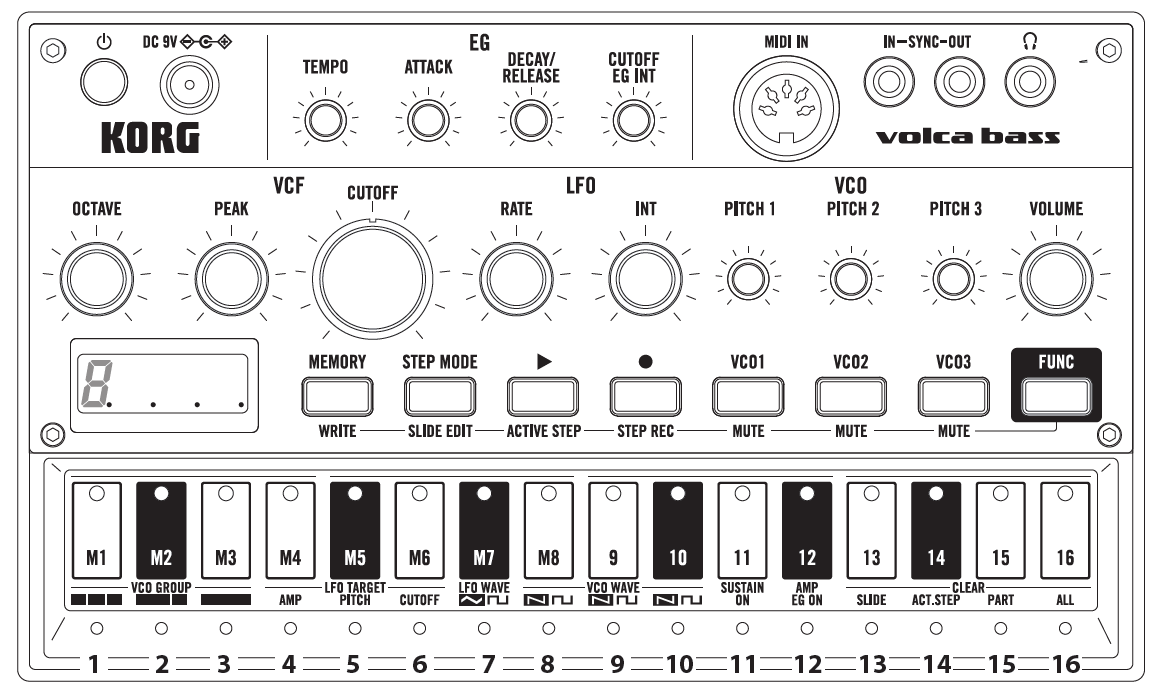 DC 9V
EG
TEMPO
ATTACK
DECAY/
RELEASE
CUTOFF
EG INT
MIDI IN
IN–SYNC–OUT
KORG
volca bass
VCF
LFO
VCO
OCTAVE
PEAK
CUTOFF
RATE
INT
PITCH 1
PITCH 2
PITCH 3
VOLUME
8....
MEMORY
STEP MODE
VCO1
VCO2
VCO3
FUNC
WRITE
SLIDE EDIT
ACTIVE STEP
STEP REC
MUTE
MUTE
MUTE
M1 M2 M3 M4 M5 M6 M7 M8 9 10 11 12 13 14 15 16
VCO GROUP
LFO TARGET
AMP
PITCH
CUTOFF
LFO WAVE
VCO WAVE
SUSTAIN
ON
AMP
EG ON
CLEAR
SLIDE
ACT.STEP
PART
ALL
1 2 3 4 5 6 7 8 9 10 11 12 13 14 15 16